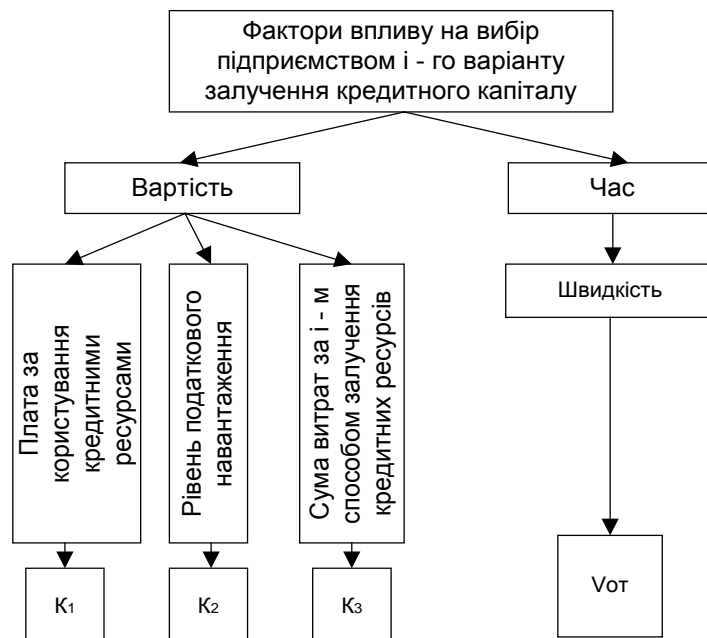 Фактори впливу на вибір
підприємством і - го варіанту
залучення кредитного капіталу
Вартість
Час
Плата за
користування
кредитними
ресурсами
Рівень податкового
навантаження
Сума витрат за і - м
способом залучення
кредитних ресурсів
Швидкість
К1
К2
К3
Vот